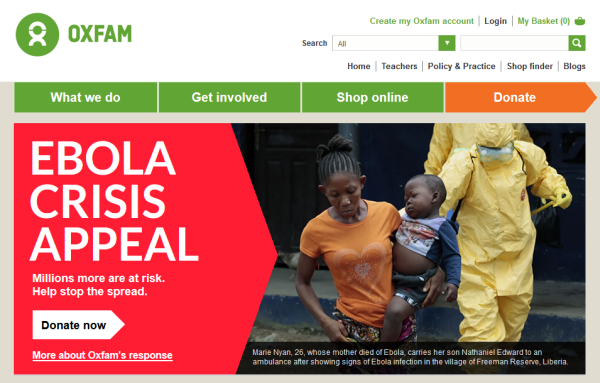 OXFAM
Create my Oxfam account | Login | My Basket (0)
Search All
Home | Teachers | Policy & Practice | Shop finder | Blogs
What we do Get involved Shop online Donate
EBOLA
CRISIS
APPEAL
Millions more are at risk.
Help stop the spread.
Donate now
More about Oxfam's response
Marie Nyan, 26, whose mother died of Ebola, carries her son Nathaniel Edward to an
ambulance after showing signs of Ebola infection in the village of Freeman Reserve, Liberia.